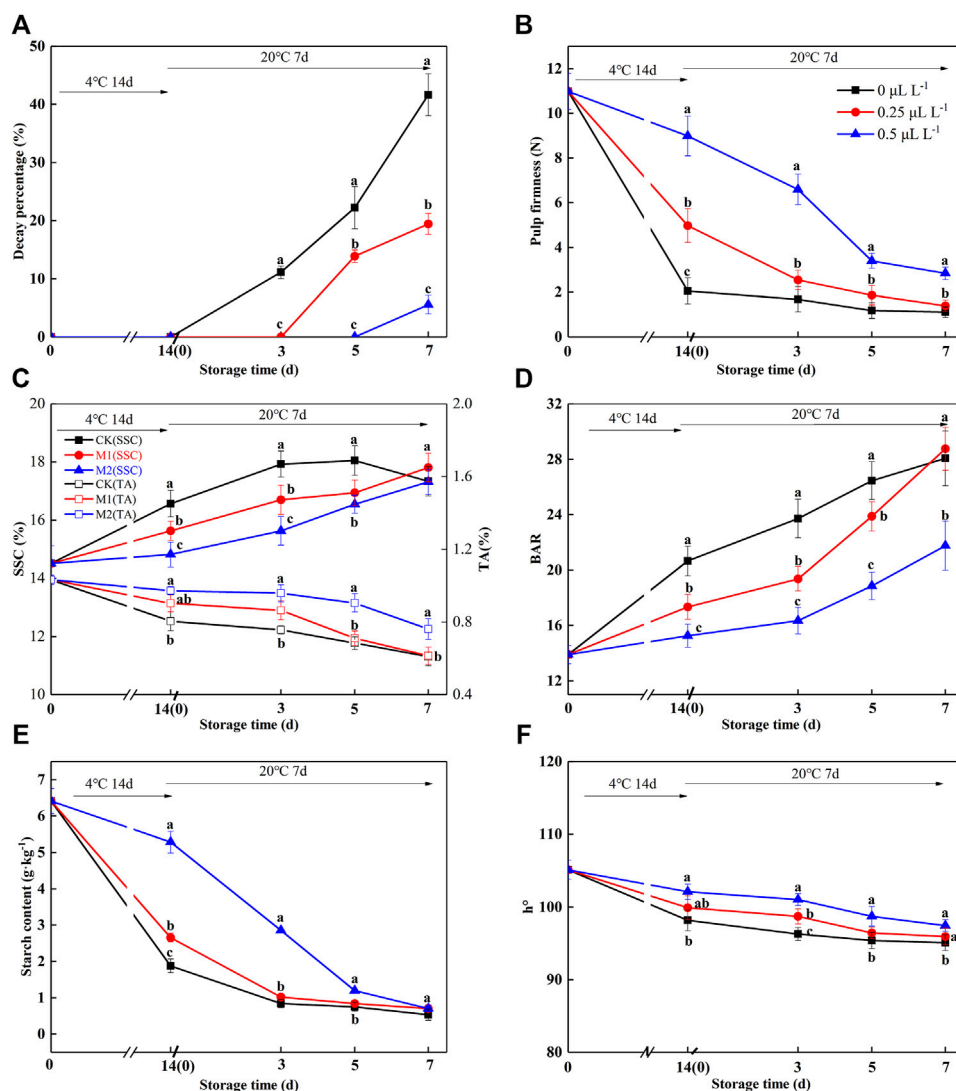 A
50
40
30
20
10
0
Decay percentage (%)
4°C 14d
20°C 7d
a
a
a
b
b
c
c
c
0
14(0)
3
5
7
Storage time (d)
B
12
10
8
6
4
2
0
Pulp firmness (N)
4°C 14d
20°C 7d
0 μL L⁻¹
0.25 μL L⁻¹
0.5 μL L⁻¹
a
b
c
a
b
a
b
a
b
0
14(0)
3
5
7
Storage time (d)
C
20
18
16
14
12
10
SSC (%)
2.0
1.6
1.2
0.8
0.4
TA(%)
4°C 14d
20°C 7d
CK(SSC)
M1(SSC)
M2(SSC)
CK(TA)
M1(TA)
M2(TA)
a
b
c
a
ab
b
a
b
c
a
b
a
b
a
b
a
a
b
0
14(0)
3
5
7
Storage time (d)
D
28
32
24
20
16
12
BAR
4°C 14d
20°C 7d
a
b
c
a
b
c
a
b
c
a
b
0
14(0)
3
5
7
Storage time (d)
E
7
6
5
4
3
2
1
0
Starch content (g·kg⁻¹)
4°C 14d
20°C 7d
a
b
c
a
b
a
b
a
0
14(0)
3
5
7
Storage time (d)
F
120
110
100
90
80
h°
4°C 14d
20°C 7d
a
ab
b
a
b
c
a
b
a
a
b
0
14(0)
3
5
7
Storage time (d)